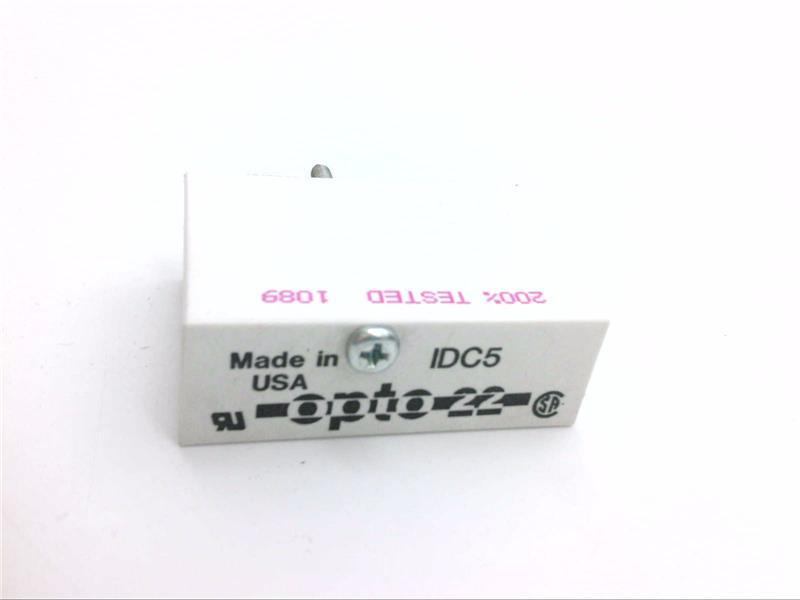 200% TESTED 1089
Made in IDC5
USA
opto 22